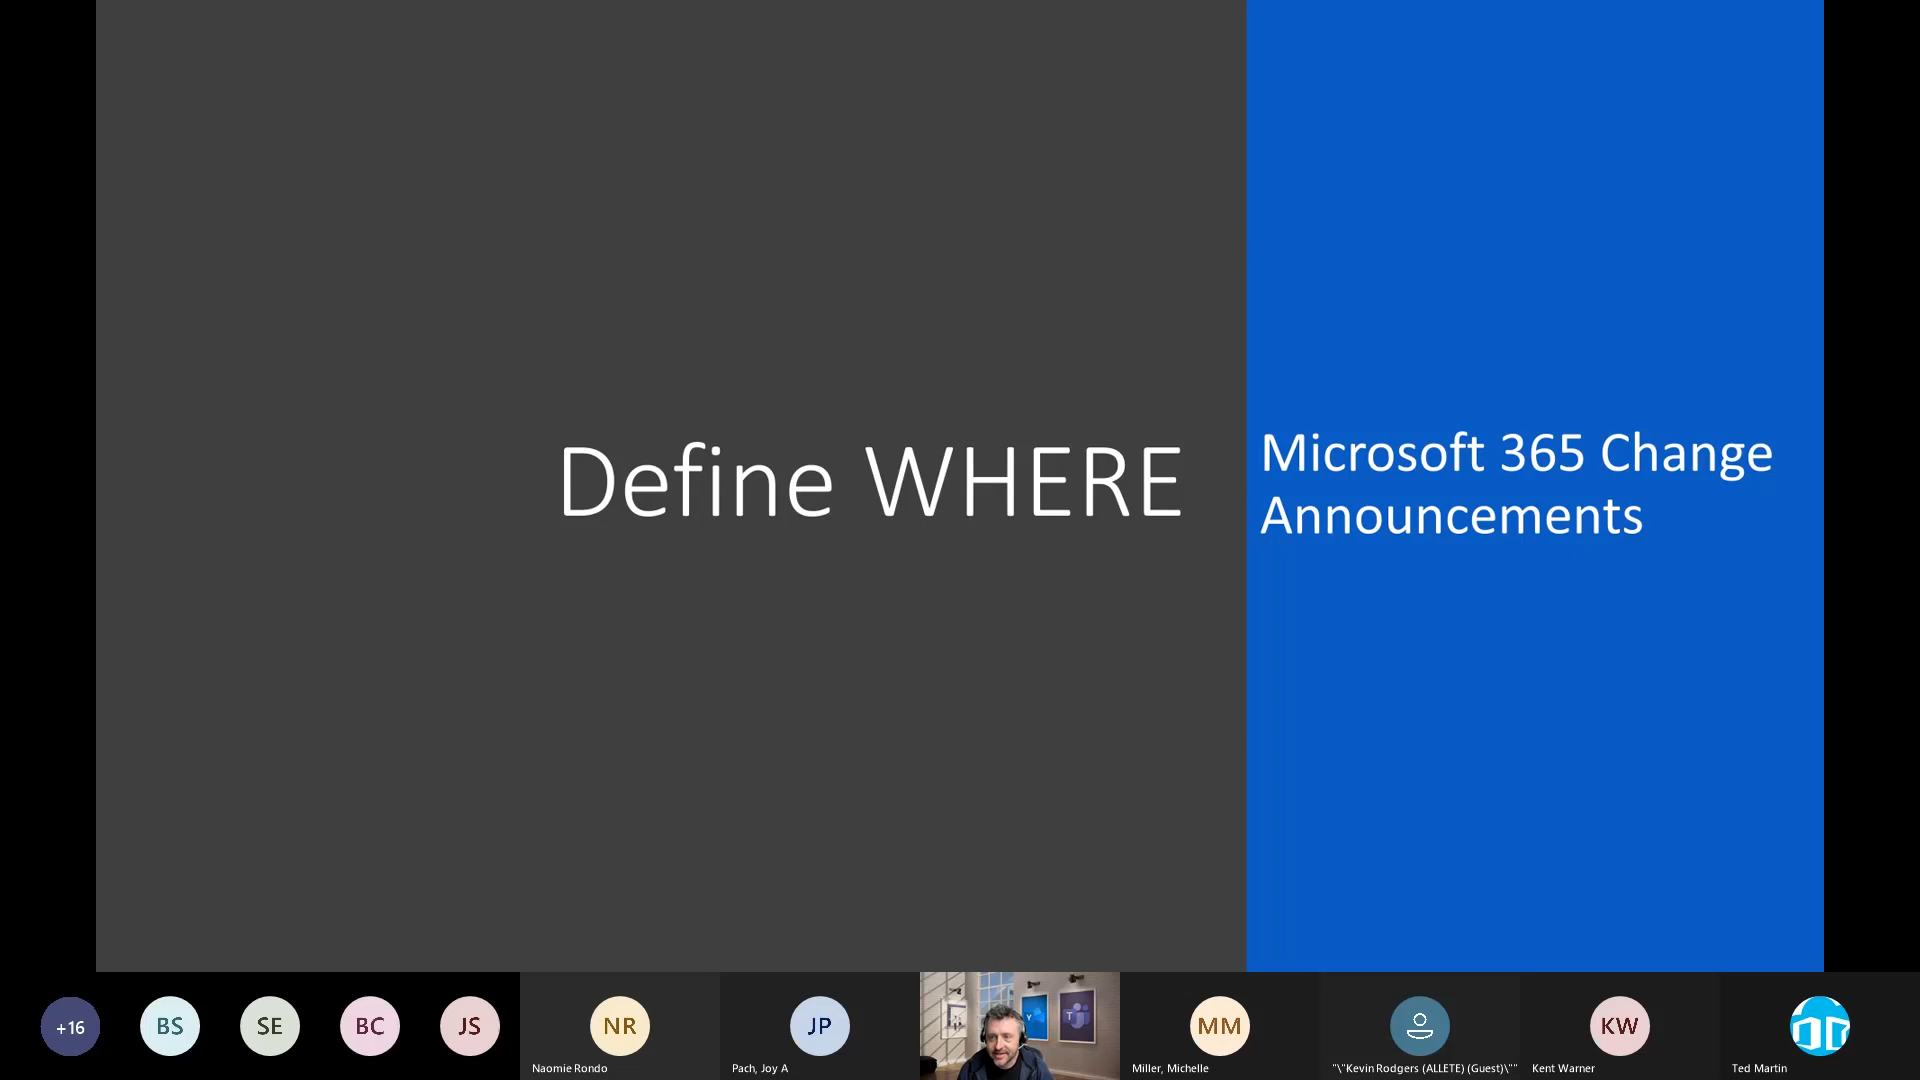 Define WHERE
Microsoft 365 Change
Announcements
+16
BS
SE
BC
JS
NR
JP
MM
KW
Naomie Rondo
Pach, Joy A
Miller, Michelle
"\"Kevin Rodgers (ALLETE) (Guest)\""
Kent Warner
Ted Martin